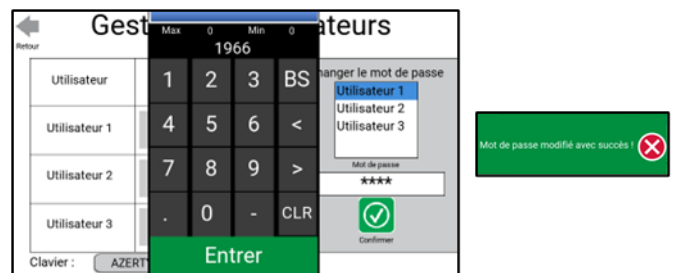 Gest
ateurs
Retour
Max 0 Min 0
1966
1 2 3 BS
4 5 6 <
7 8 9 >
. 0 - CLR
Entrer
Utilisateur
Utilisateur 1
Utilisateur 2
Utilisateur 3
Clavier : AZERT
hanger le mot de passe
Utilisateur 1
Utilisateur 2
Utilisateur 3
Mot de passe
****
Confirmer
Mot de passe modifié avec succès !